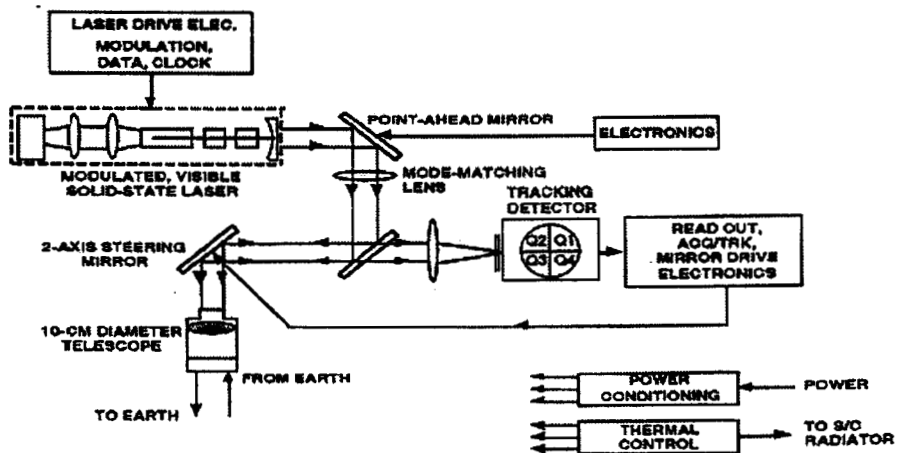 LASER DRIVE ELEC.
MODULATION,
DATA, CLOCK
POINT-AHEAD MIRROR
ELECTRONICS
MODULATED, VISIBLE
SOLID-STATE LASER
MODE-MATCHING
LENS
TRACKING
DETECTOR
2-AXIS STEERING
MIRROR
Q2 Q1
Q3 Q4
READ OUT,
ACQ/TRK,
MIRROR DRIVE
ELECTRONICS
10-CM DIAMETER
TELESCOPE
FROM EARTH
TO EARTH
POWER
CONDITIONING
POWER
THERMAL
CONTROL
TO S/C
RADIATOR